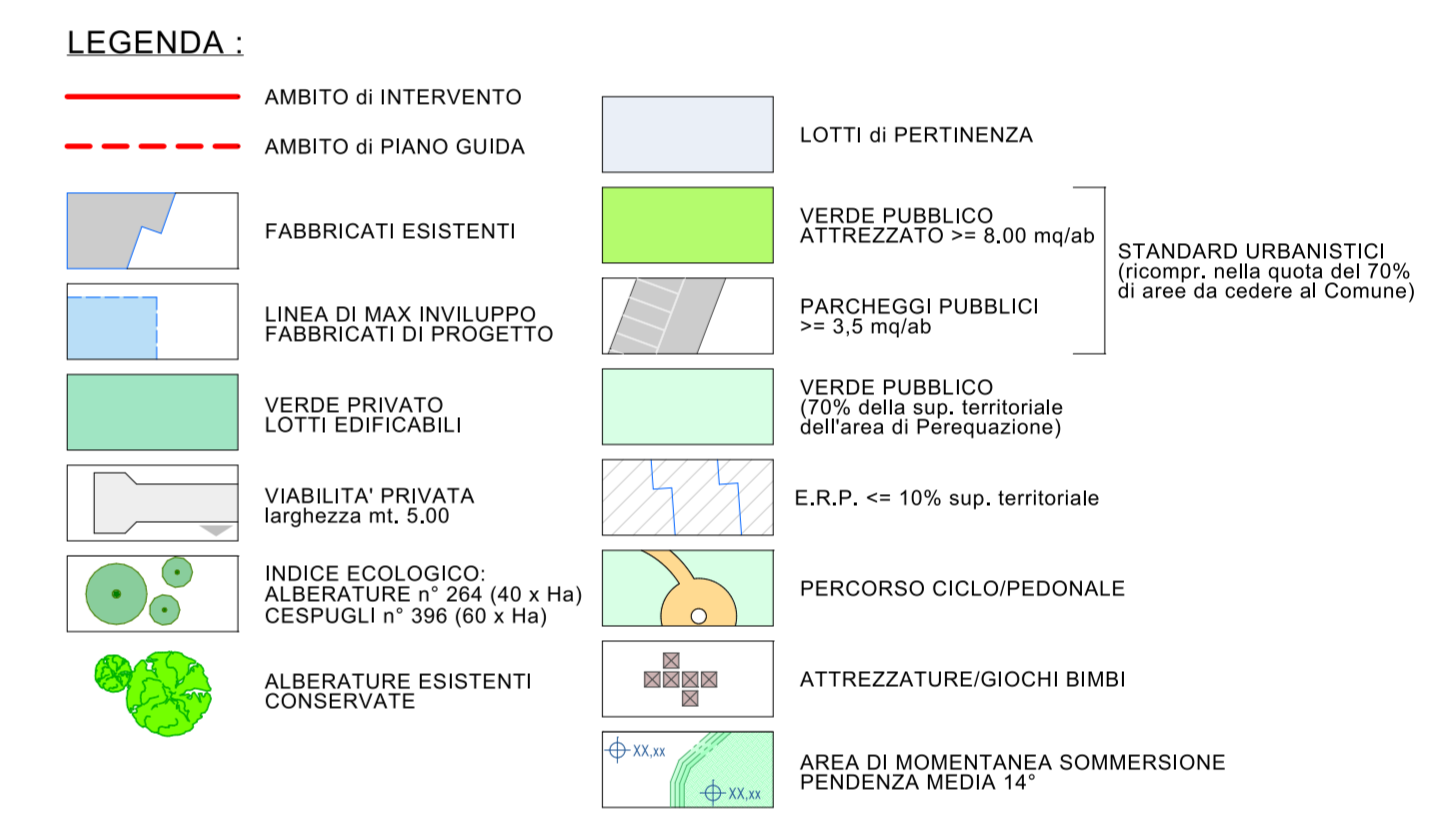 LEGENDA :
AMBITO di INTERVENTO
AMBITO di PIANO GUIDA
FABBRICATI ESISTENTI
LINEA DI MAX INVILUPPO
FABBRICATI DI PROGETTO
VERDE PRIVATO
LOTTI EDIFICABILI
VIABILITA' PRIVATA
larghezza mt. 5.00
INDICE ECOLOGICO:
ALBERATURE n° 264 (40 x Ha)
CESPUGLI n° 396 (60 x Ha)
ALBERATURE ESISTENTI
CONSERVATE
LOTTI di PERTINENZA
VERDE PUBBLICO
ATTREZZATO >= 8.00 mq/ab
PARCHEGGI PUBBLICI
>= 3,5 mq/ab
STANDARD URBANISTICI
(ricompr. nella quota del 70%
di aree da cedere al Comune)
VERDE PUBBLICO
(70% della sup. territoriale
dell'area di Perequazione)
E.R.P. <= 10% sup. territoriale
PERCORSO CICLO/PEDONALE
ATTREZZATURE/GIOCHI BIMBI
XX,xx
XX,xx
AREA DI MOMENTANEA SOMMERSIONE
PENDENZA MEDIA 14°